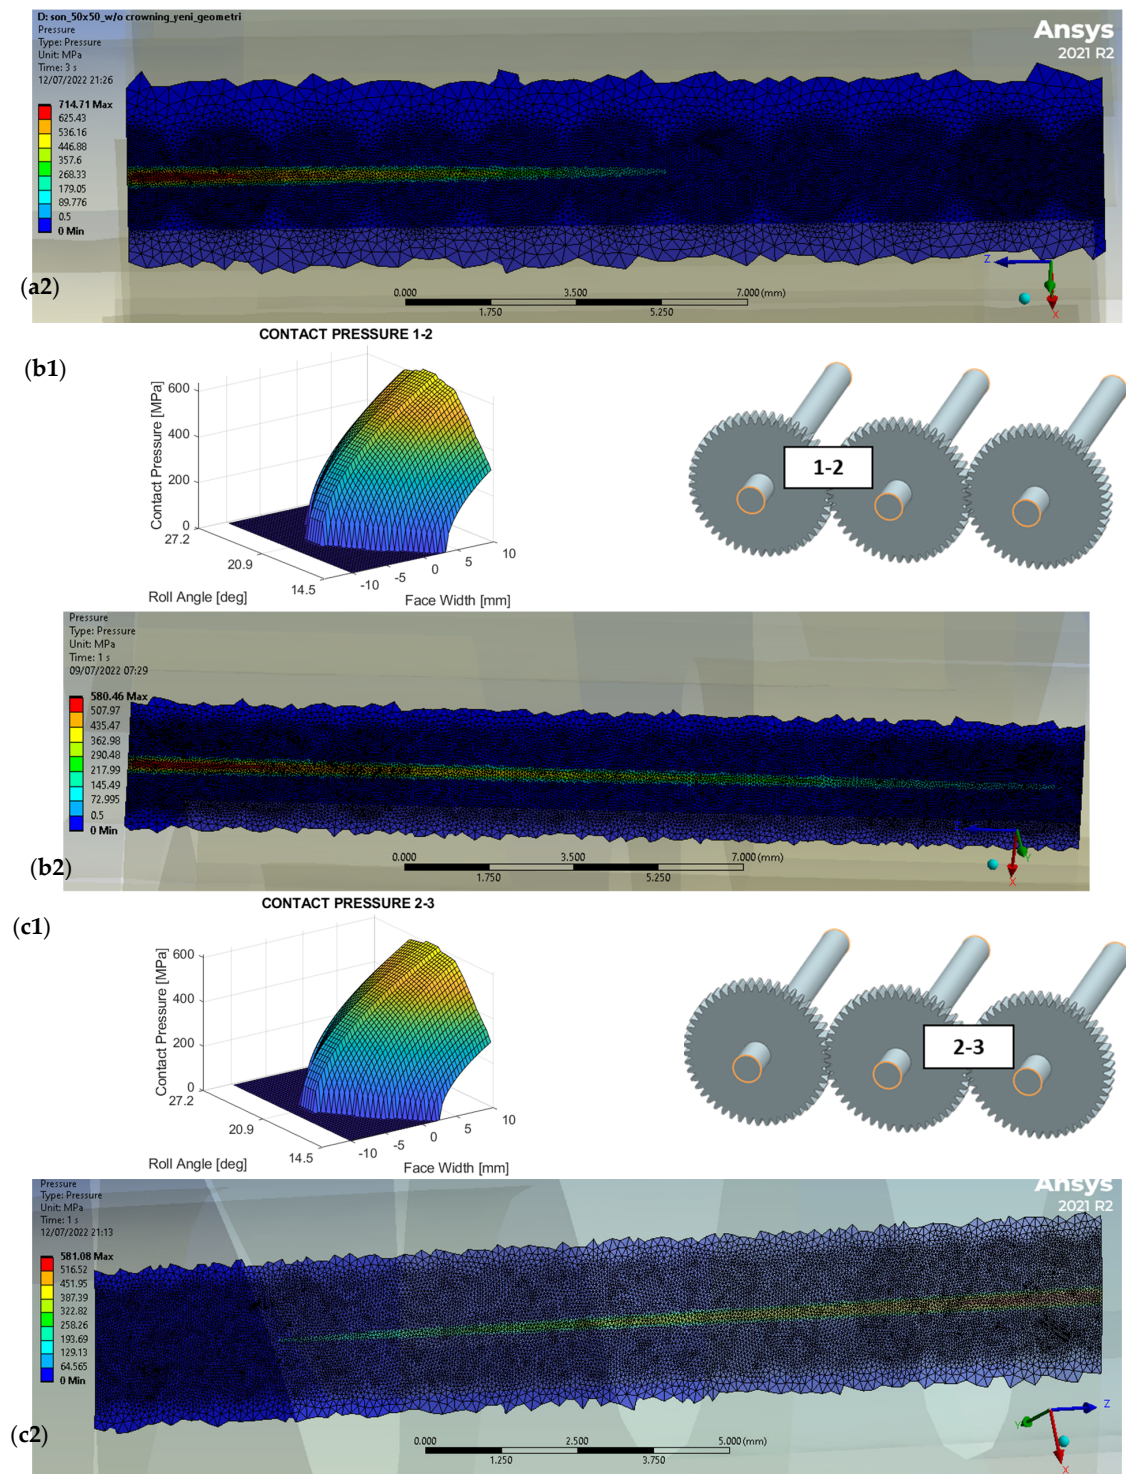 D: son_50x50_w/o crowning_yeni_geometri
Pressure
Type: Pressure
Unit: MPa
Time: 3 s
12/07/2022 21:26
714.71 Max
625.43
536.16
446.88
357.6
268.33
179.05
89.776
0.5
0 Min
Ansys
2021 R2
Z
X
0.000
3.500
7.000 (mm)
1.750
5.250
(a2)
(b1)
CONTACT PRESSURE 1-2
Contact Pressure [MPa]
600
400
200
0
27.2
20.9
14.5
Roll Angle [deg]
-10
-5
0
5
10
Face Width [mm]
1-2
Pressure
Type: Pressure
Unit: MPa
Time: 1 s
09/07/2022 07:29
580.46 Max
507.97
435.47
362.98
290.48
217.99
145.49
72.995
0.5
0 Min
Y
X
0.000
3.500
7.000 (mm)
1.750
5.250
(b2)
(c1)
CONTACT PRESSURE 2-3
Contact Pressure [MPa]
600
400
200
0
27.2
20.9
14.5
Roll Angle [deg]
-10
-5
0
5
10
Face Width [mm]
2-3
Pressure
Type: Pressure
Unit: MPa
Time: 1 s
12/07/2022 21:13
581.08 Max
516.52
451.95
387.39
322.82
258.26
193.69
129.13
64.565
0 Min
Ansys
2021 R2
Z
Y
X
0.000
2.500
5.000 (mm)
1.250
3.750
(c2)